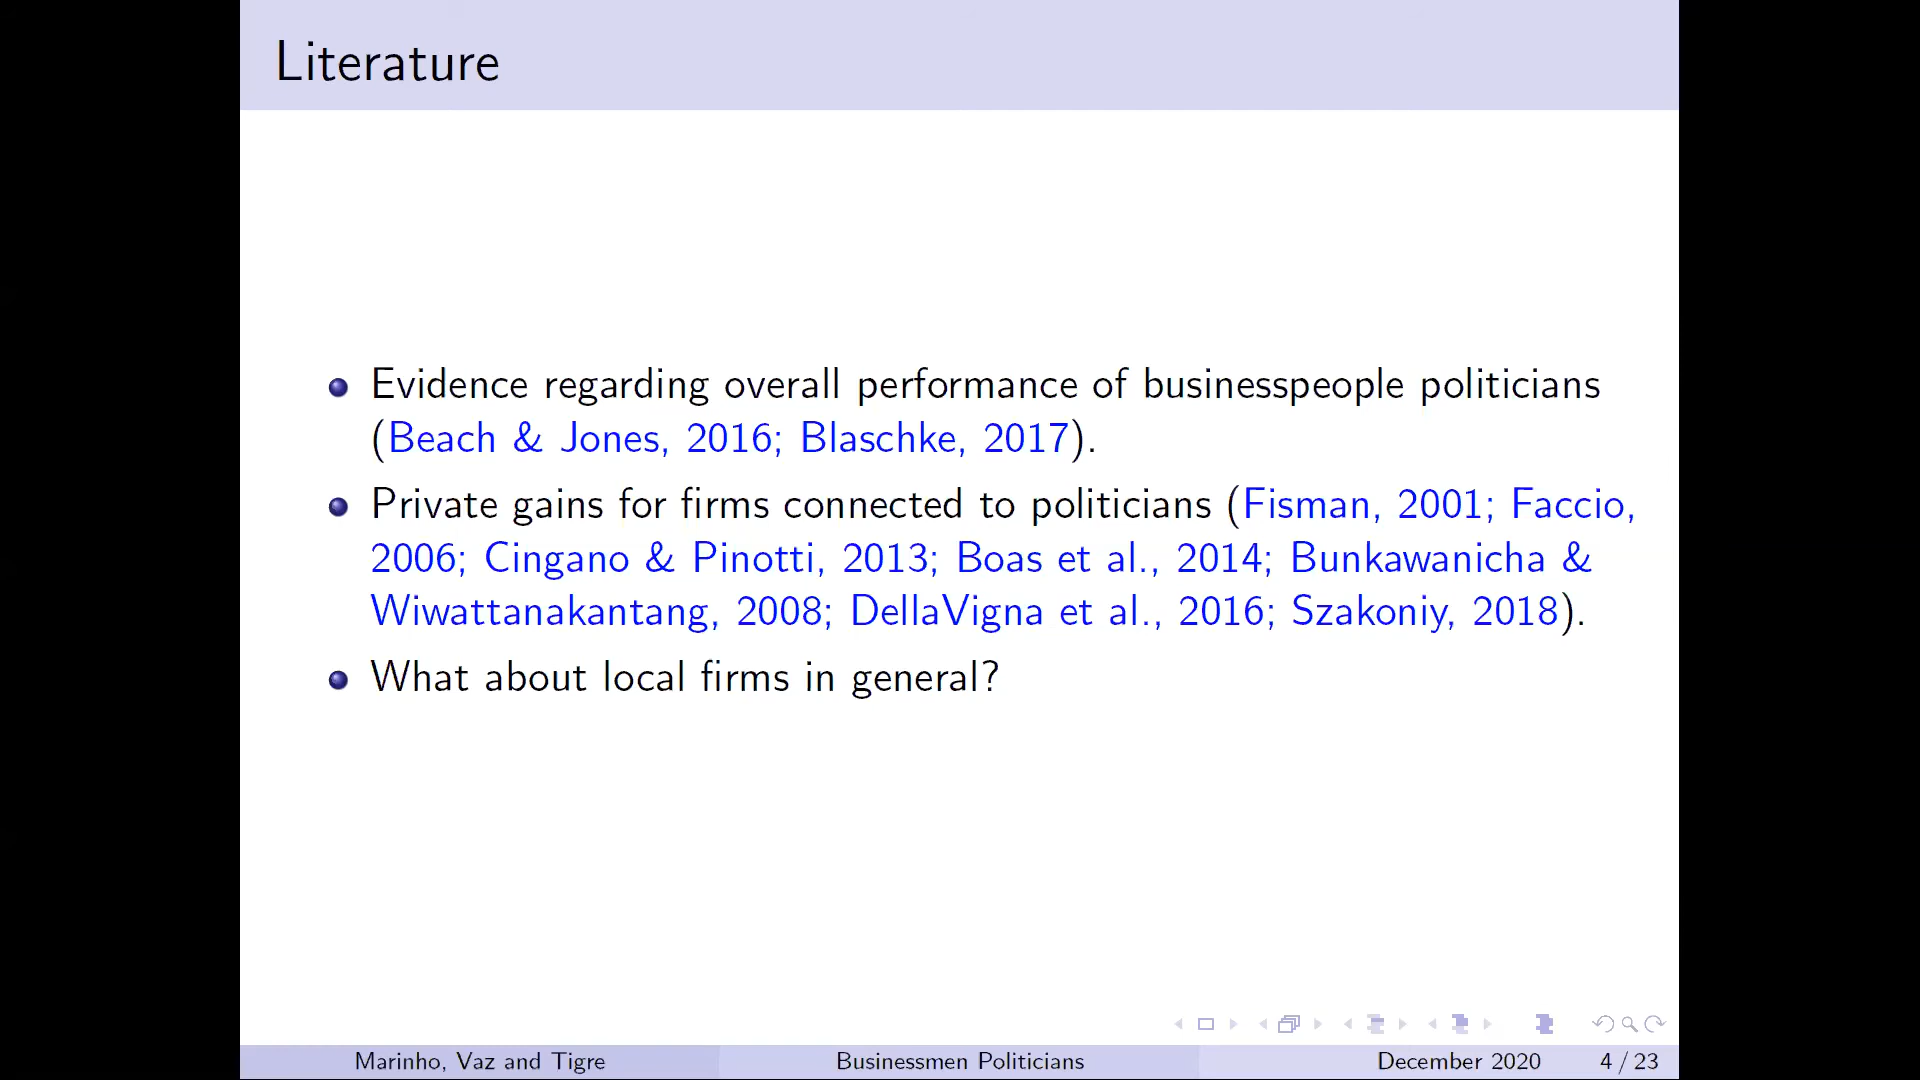 Literature
Evidence regarding overall performance of businesspeople politicians
(Beach & Jones, 2016; Blaschke, 2017).
Private gains for firms connected to politicians (Fisman, 2001; Faccio,
2006; Cingano & Pinotti, 2013; Boas et al., 2014; Bunkawanicha &
Wiwattanakantang, 2008; DellaVigna et al., 2016; Szakoniy, 2018).
What about local firms in general?
Marinho, Vaz and Tigre Businessmen Politicians December 2020 4 / 23